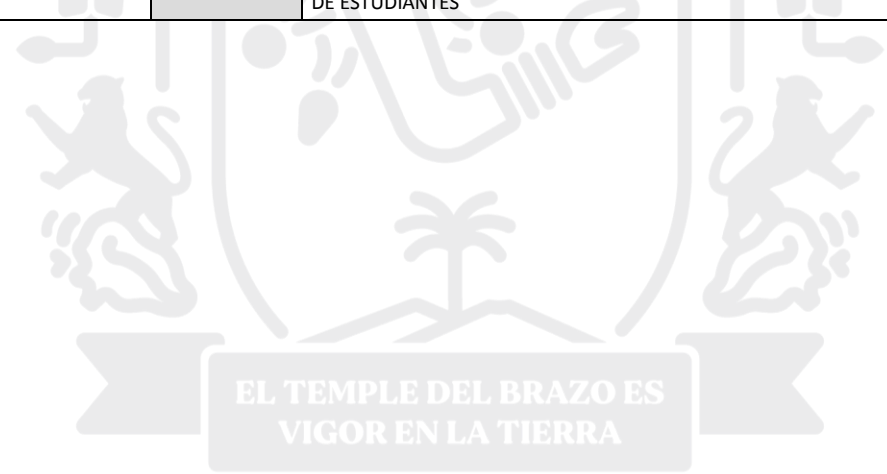 DE ESTUDIANTES
EL TEMPLE DEL BRAZO ES
VIGOR EN LA TIERRA